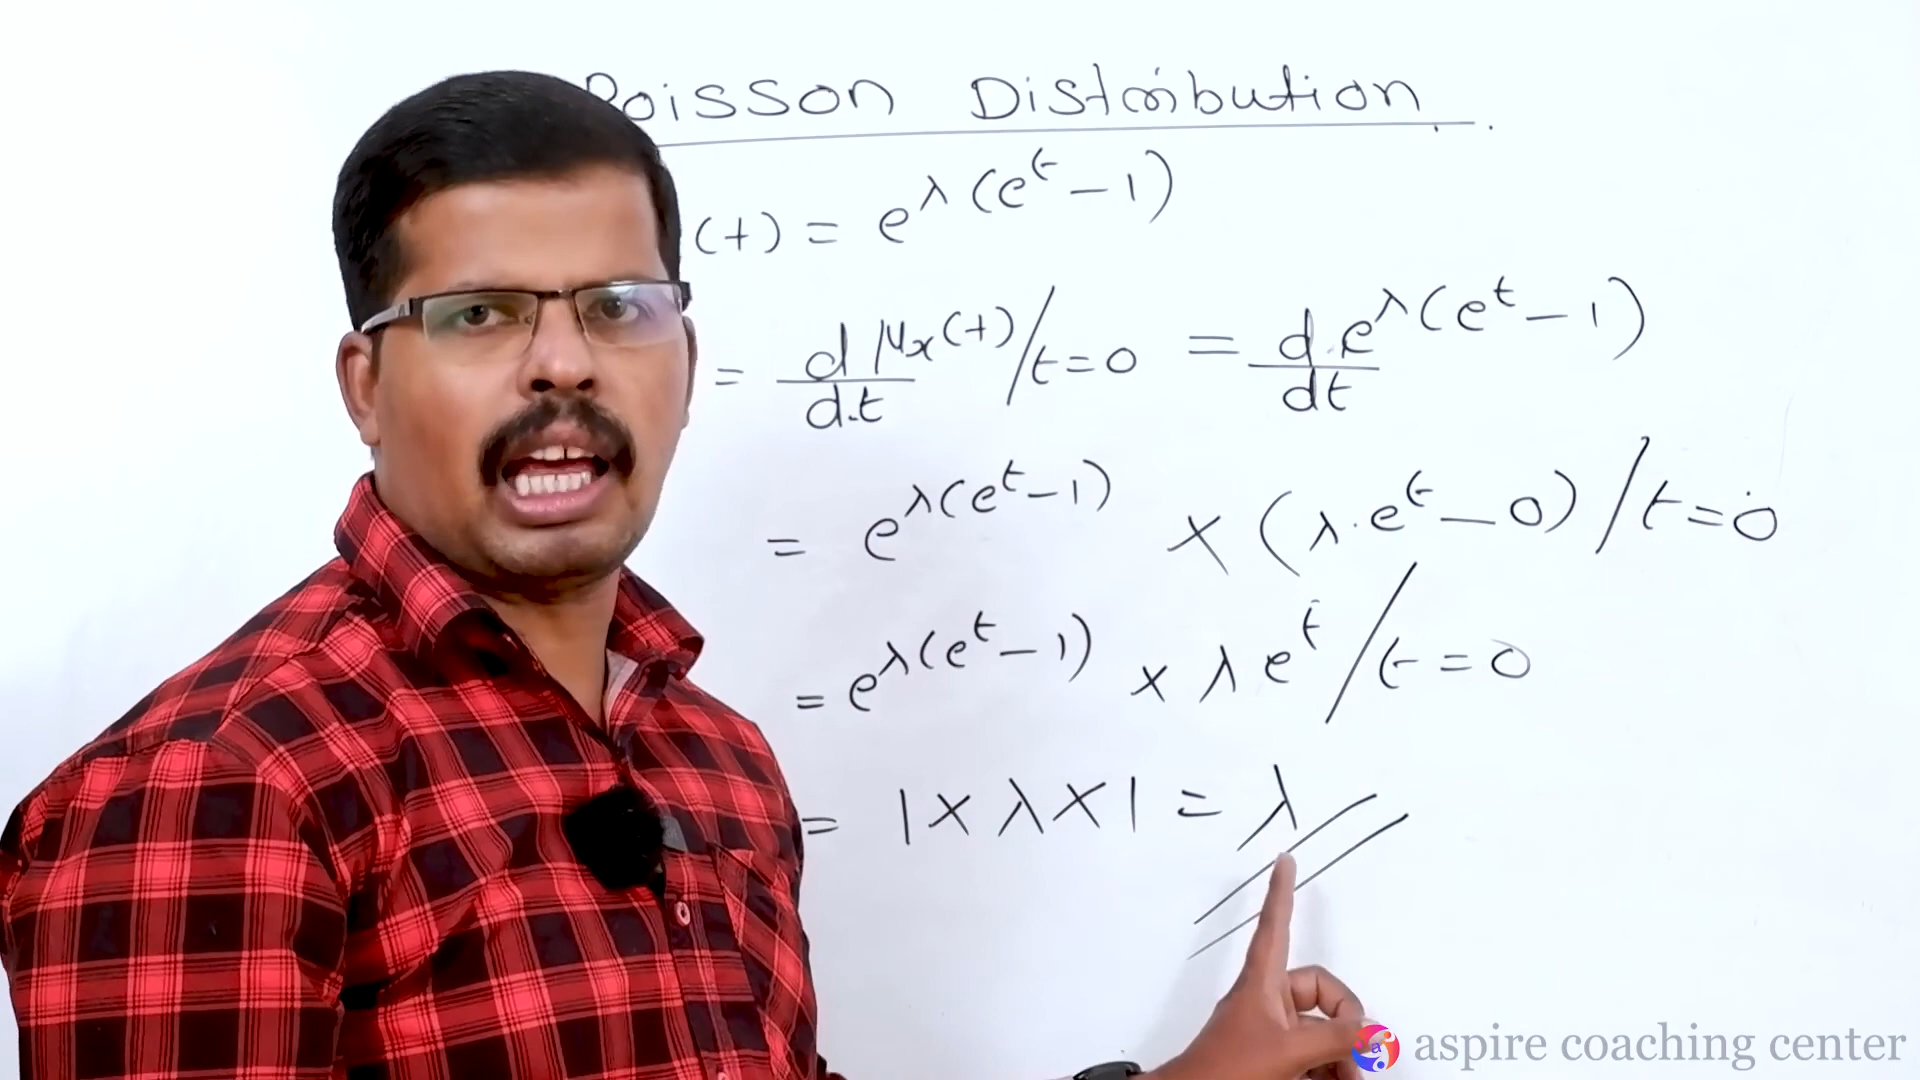 Poisson Distribution
(t) = e^λ(e^t - 1)
= d Mx(t)/dt /t=0 = d.e^λ(e^t - 1)/dt
= e^λ(e^t - 1) × (λ.e^t - 0) /t=0
= e^λ(e^t - 1) × λ e^t /t=0
= 1 × λ × 1 = λ
a aspire coaching center